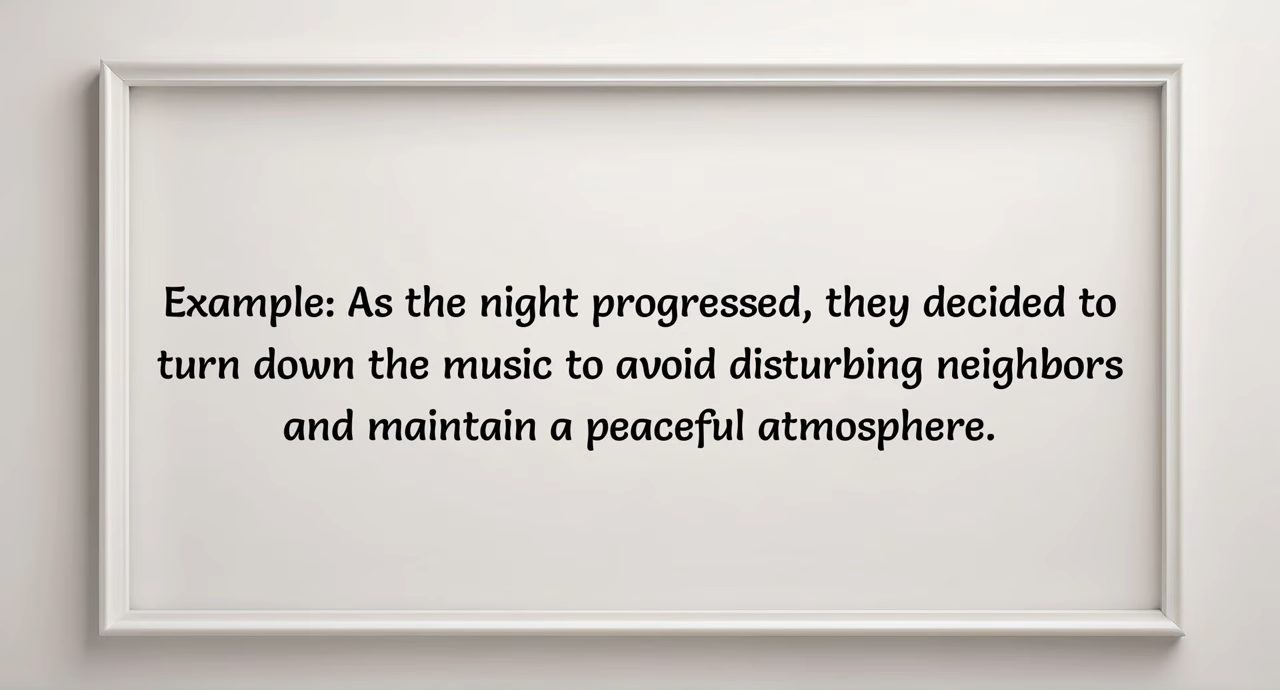 Example: As the night progressed, they decided to
turn down the music to avoid disturbing neighbors
and maintain a peaceful atmosphere.